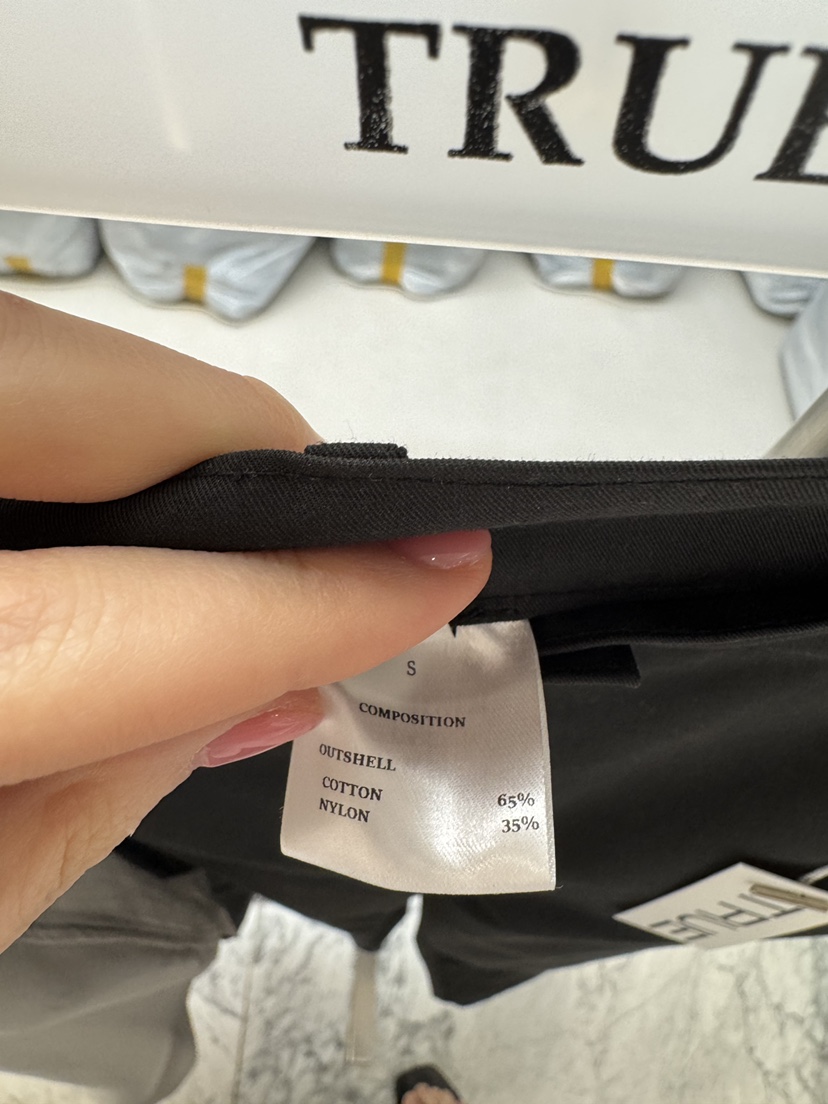 TRUE
S
COMPOSITION
OUTSHELL
COTTON 65%
NYLON 35%
TRUE